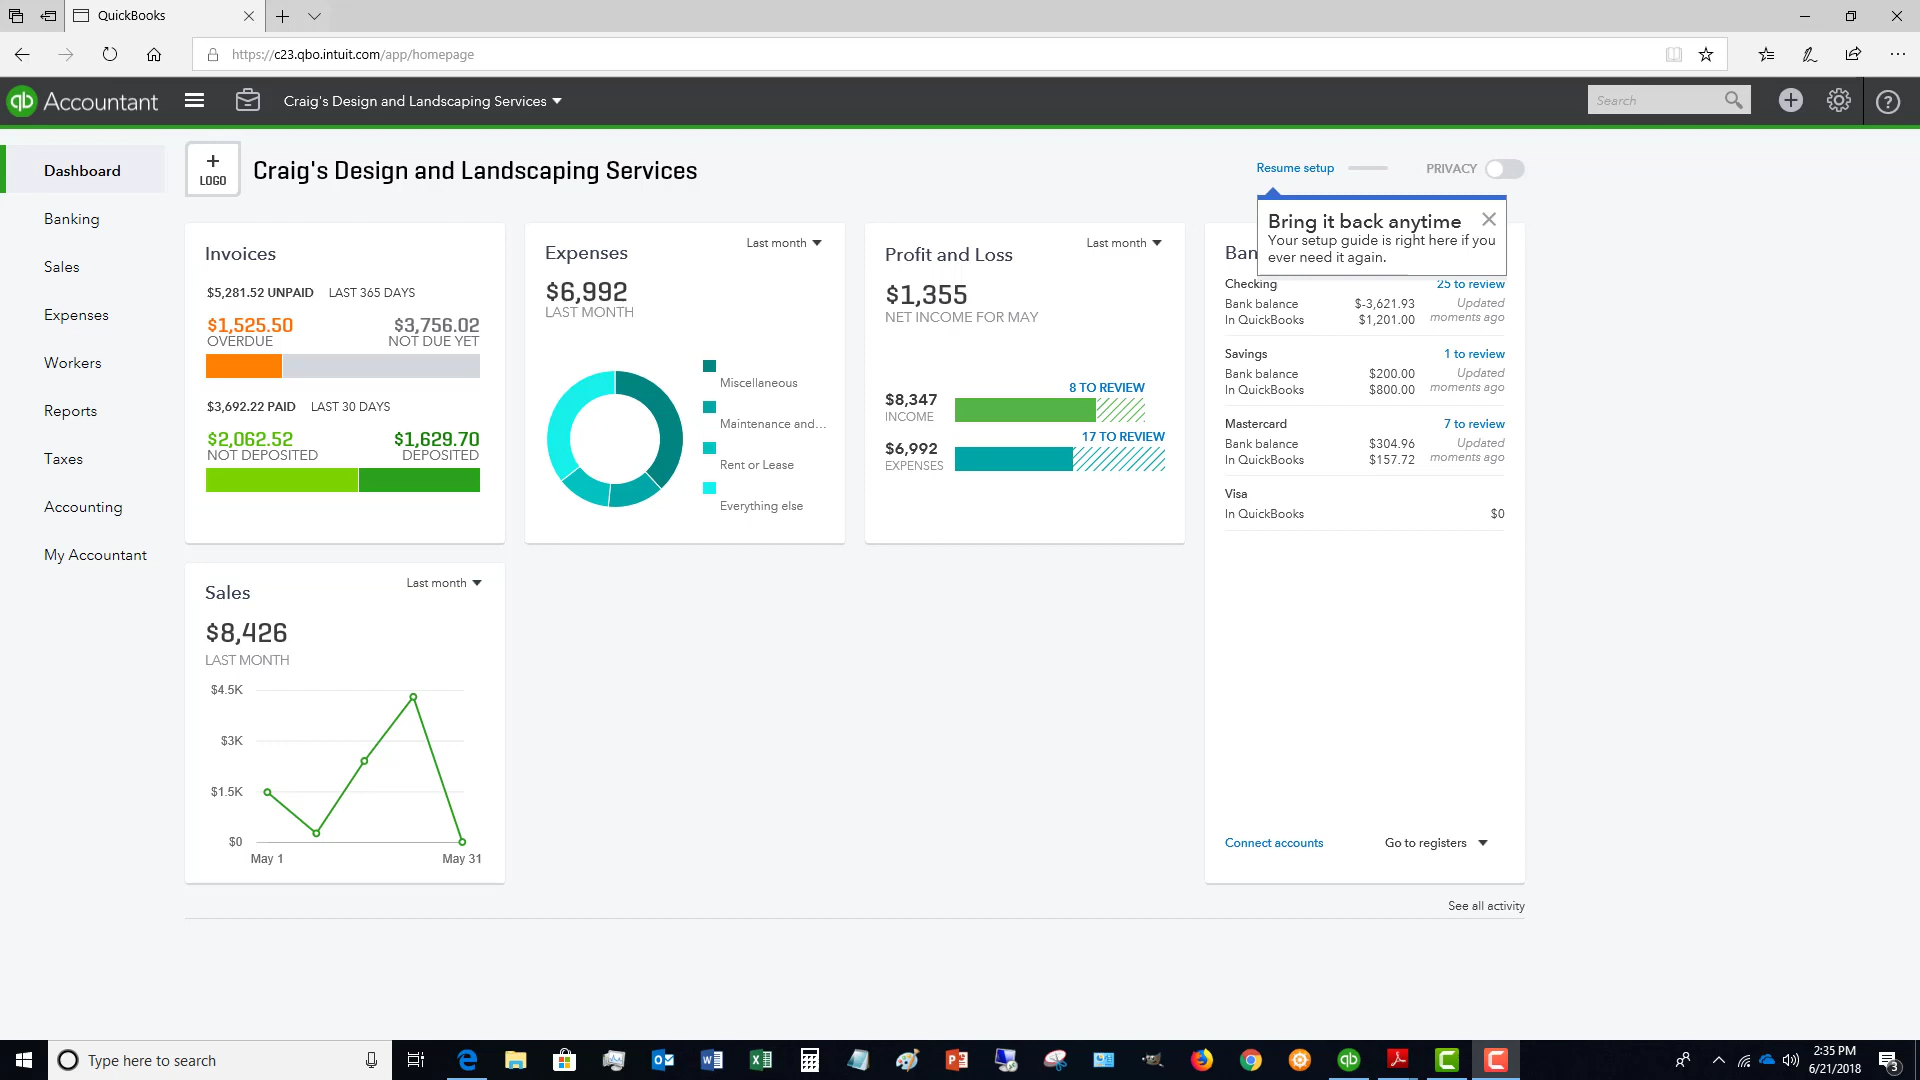 QuickBooks
https://c23.qbo.intuit.com/app/homepage
qb Accountant
Craig's Design and Landscaping Services
Search
Dashboard
Banking
Sales
Expenses
Workers
Reports
Taxes
Accounting
My Accountant
+
LOGO
Craig's Design and Landscaping Services
Resume setup
PRIVACY
Bring it back anytime
Your setup guide is right here if you
ever need it again.
Invoices
$5,281.52 UNPAID LAST 365 DAYS
$1,525.50 $3,756.02
OVERDUE NOT DUE YET
$3,692.22 PAID LAST 30 DAYS
$2,062.52 $1,629.70
NOT DEPOSITED DEPOSITED
Expenses
Last month
$6,992
LAST MONTH
Miscellaneous
Maintenance and...
Rent or Lease
Everything else
Profit and Loss
Last month
$1,355
NET INCOME FOR MAY
8 TO REVIEW
$8,347
INCOME
17 TO REVIEW
$6,992
EXPENSES
Ban
Checking 25 to review
Bank balance $-3,621.93 Updated
In QuickBooks $1,201.00 moments ago
Savings 1 to review
Bank balance $200.00 Updated
In QuickBooks $800.00 moments ago
Mastercard 7 to review
Bank balance $304.96 Updated
In QuickBooks $157.72 moments ago
Visa
In QuickBooks $0
Connect accounts Go to registers
Sales
Last month
$8,426
LAST MONTH
$4.5K
$3K
$1.5K
$0
May 1 May 31
See all activity
Type here to search
2:35 PM
6/21/2018
3